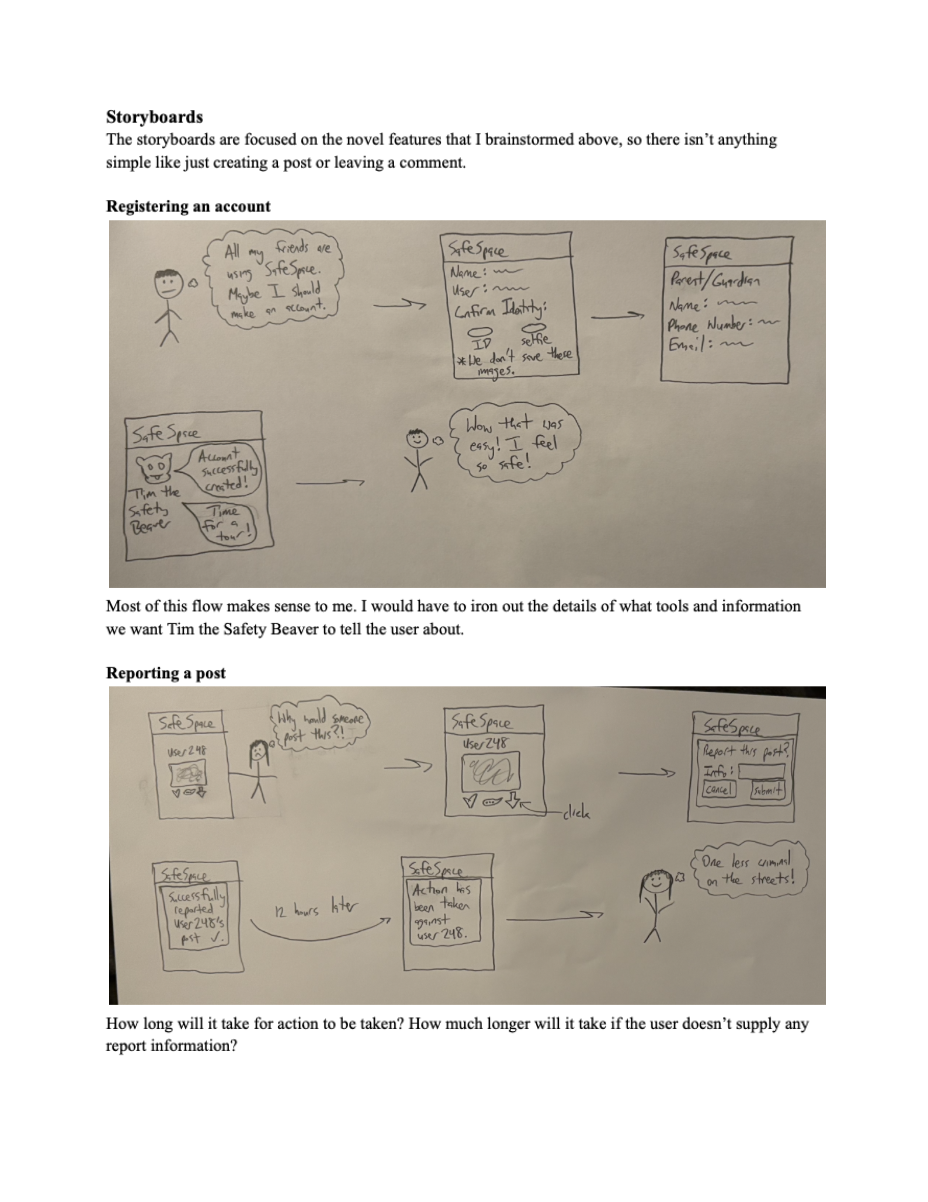 Storyboards
The storyboards are focused on the novel features that I brainstormed above, so there isn't anything
simple like just creating a post or leaving a comment.
Registering an account
All my friends are
using SafeSpace.
Maybe I should
make an account.
SafeSpace
Name:
User:
Confirm Identity:
ID selfie
*We don't save these
images.
SafeSpace
Parent/Guardian
Name:
Phone Number:
Email:
SafeSpace
Account
successfully
created!
Tim the
Safety
Beaver
Time
for a
tour!
Wow that was
easy! I feel
so safe!
Most of this flow makes sense to me. I would have to iron out the details of what tools and information
we want Tim the Safety Beaver to tell the user about.
Reporting a post
SafeSpace
User248
Why would someone
post this?!
SafeSpace
User248
click
SafeSpace
Report this post?
Info:
Cancel Submit
SafeSpace
Successfully
reported
User248's
post ✓.
12 hours later
SafeSpace
Action has
been taken
against
user 248.
One less criminal
on the streets!
How long will it take for action to be taken? How much longer will it take if the user doesn't supply any
report information?